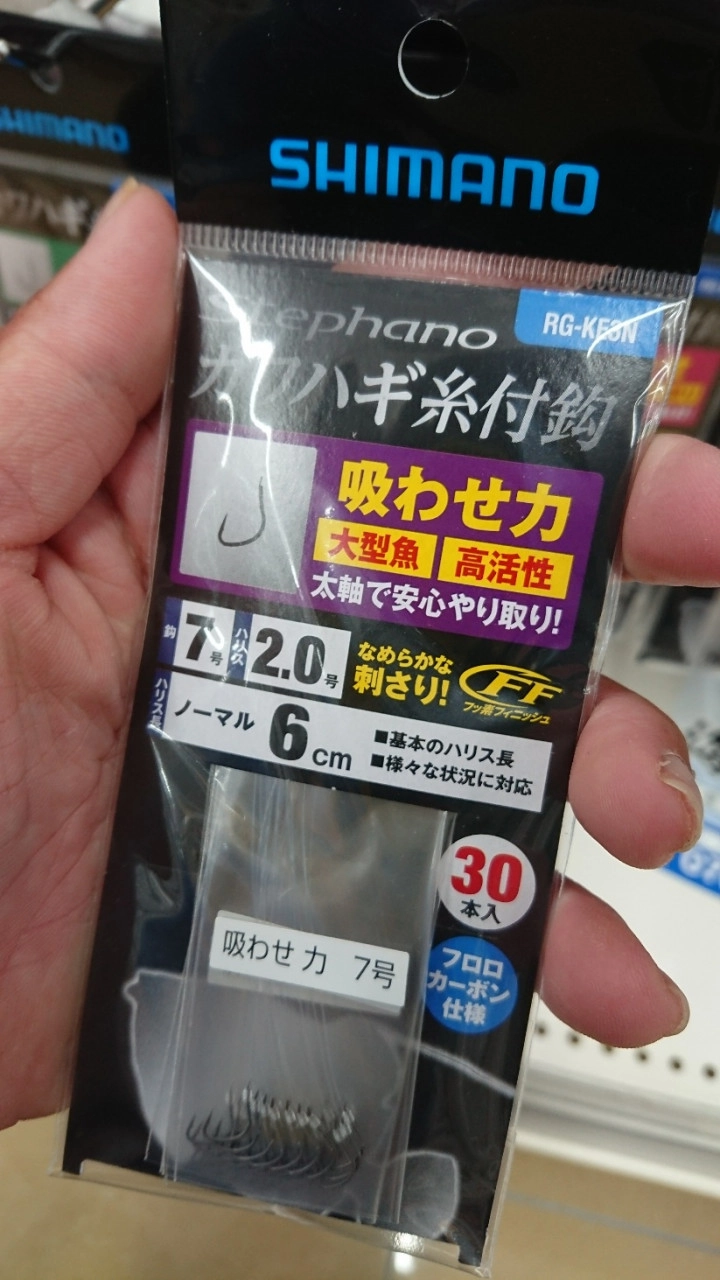 SHIMANO
SHIMANO
Stephano
RG-KE3N
カワハギ糸付鈎
吸わせ力
大型魚 高活性
太軸で安心やり取り!
鈎 7号 ハリス 2.0号
なめらかな
刺さり!
FF
フッ素フィニッシュ
ハリス長 ノーマル 6cm
■基本のハリス長
■様々な状況に対応
30
本入
吸わせ 力 7号
フロロ
カーボン
仕様